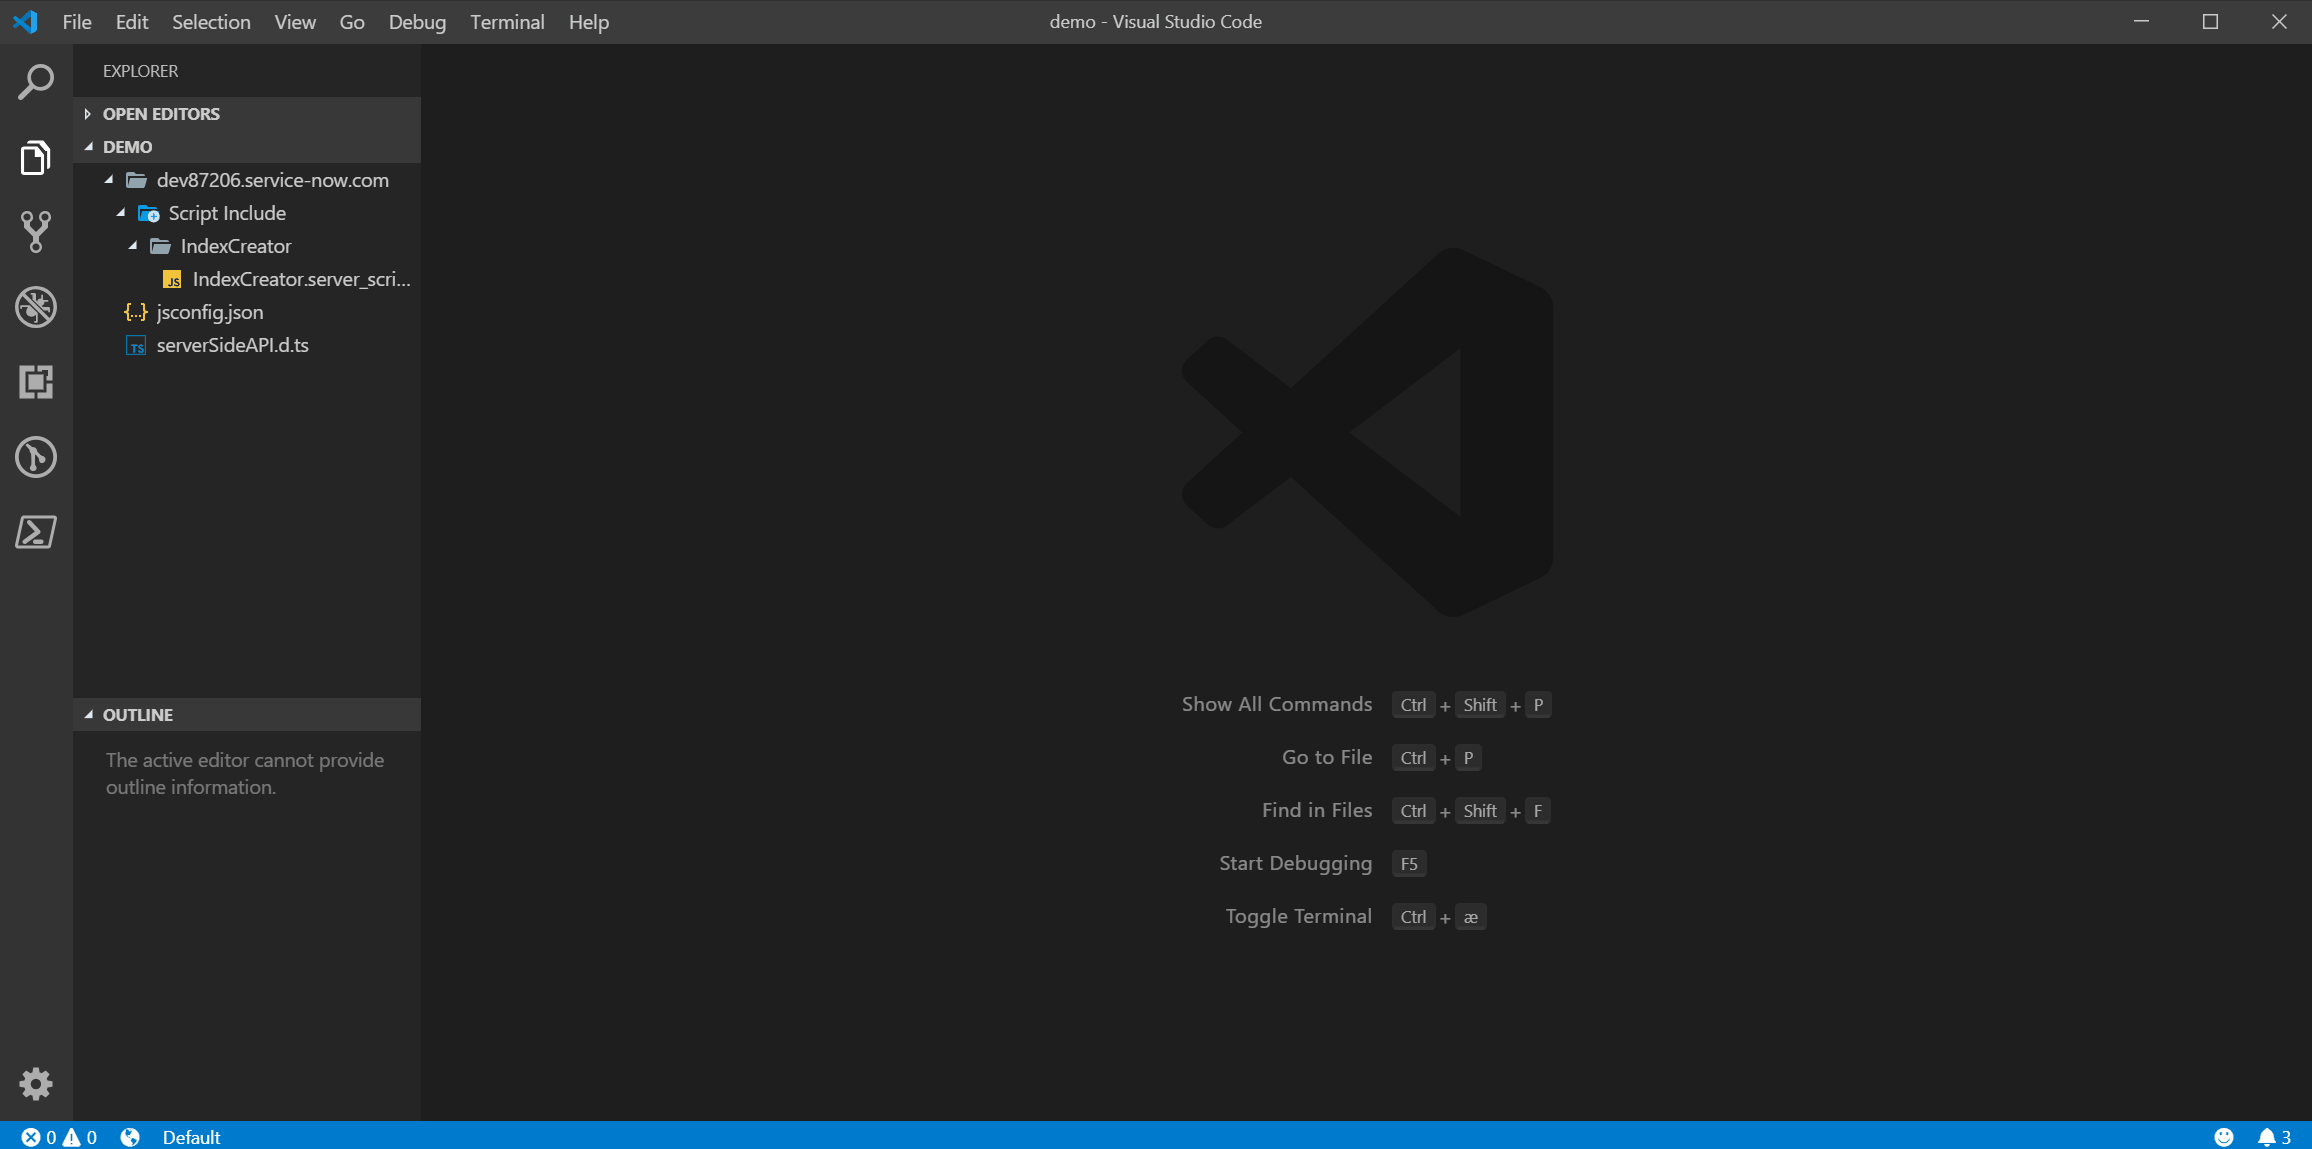 File Edit Selection View Go Debug Terminal Help
demo - Visual Studio Code
EXPLORER
OPEN EDITORS
DEMO
dev87206.service-now.com
Script Include
IndexCreator
JS IndexCreator.server_scri...
{...} jsconfig.json
TS serverSideAPI.d.ts
OUTLINE
The active editor cannot provide
outline information.
Show All Commands Ctrl + Shift + P
Go to File Ctrl + P
Find in Files Ctrl + Shift + F
Start Debugging F5
Toggle Terminal Ctrl + æ
0 0 Default 3